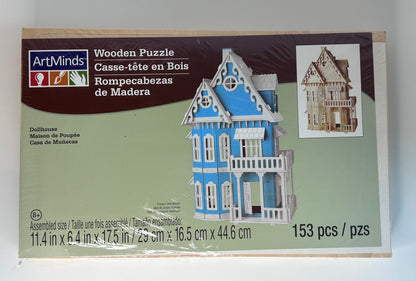 ArtMinds
Wooden Puzzle
Casse-tête en Bois
Rompecabezas
de Madera
Dollhouse
Maison de Poupée
Casa de Muñecas
8+
Assembled size / Taille une fois assemblé / Tamaño ensamblado:
11.4 in x 6.4 in x 17.5 in / 29 cm x 16.5 cm x 44.6 cm
153 pcs / pzs